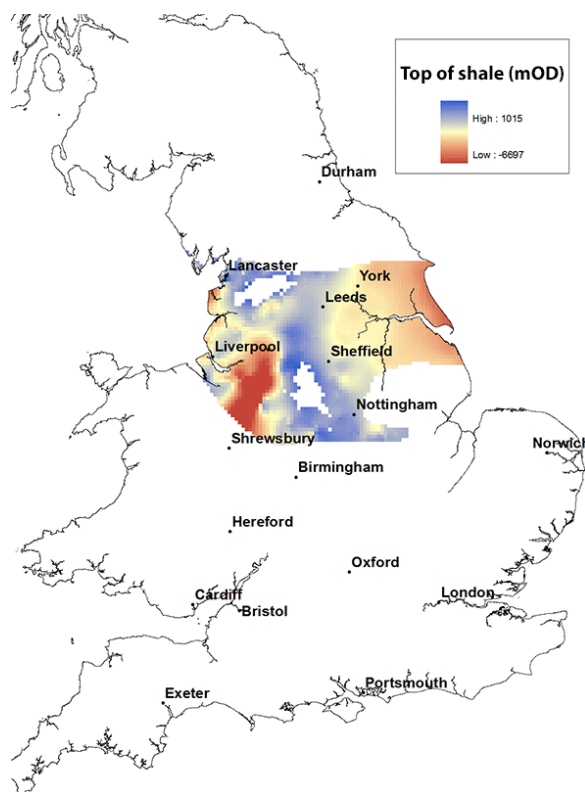 Top of shale (mOD)
High : 1015
Low : -6697
Durham
Lancaster
York
Leeds
Liverpool
Sheffield
Nottingham
Shrewsbury
Norwich
Birmingham
Hereford
Oxford
Cardiff
London
Bristol
Portsmouth
Exeter